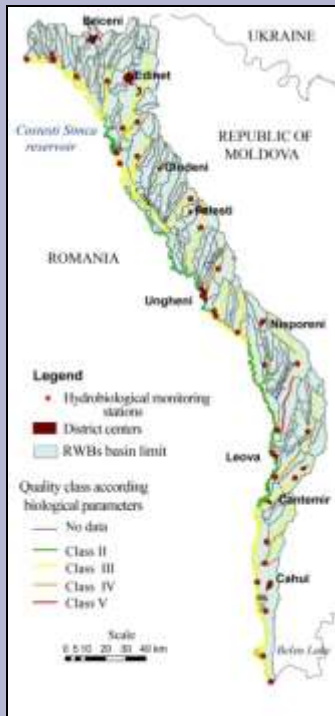 Briceni
UKRAINE
Edinet
Costesti Stinca
reservoir
REPUBLIC OF
MOLDOVA
Glodeni
Falesti
ROMANIA
Ungheni
Nisporeni
Legend
Hydrobiological monitoring
stations
District centers
RWBs basin limit
Leova
Quality class according
biological parameters
No data
Class II
Class III
Class IV
Class V
Cantemir
Cahul
Scale
0 5 10 20 30 40 km
Beleu Lake